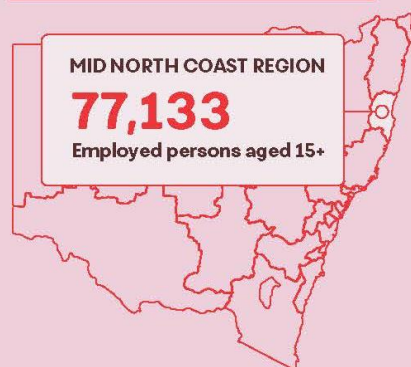 MID NORTH COAST REGION
77,133
Employed persons aged 15+